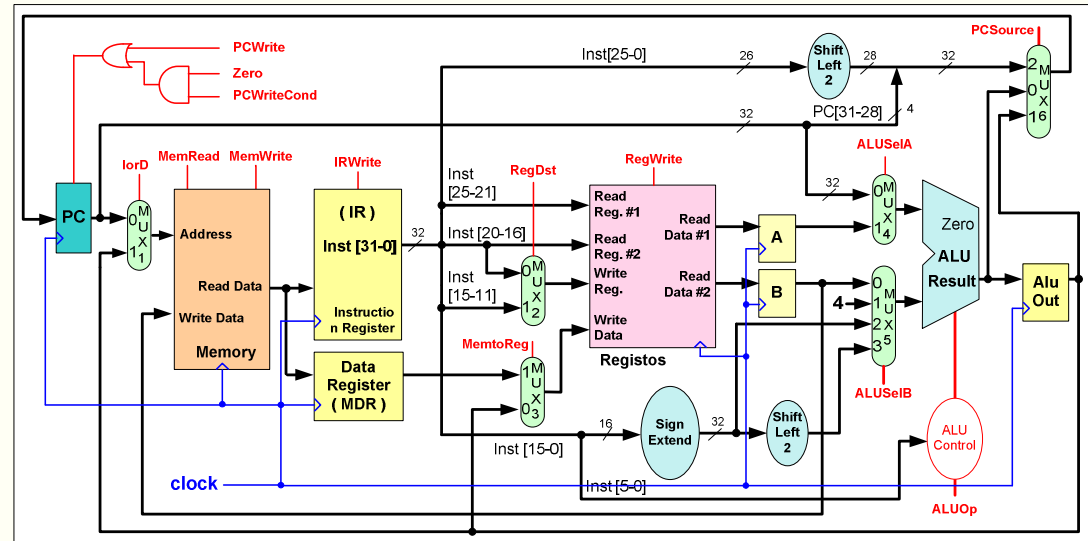 PCWrite
Zero
PCWriteCond
Inst[25-0]
26
Shift
Left
2
28
32
PCSource
2
0
1
M
U
X
6
32
PC[31-28]
4
IorD
MemRead
MemWrite
IRWrite
RegDst
RegWrite
ALUSelA
PC
0
1
M
U
X
1
Address
Read Data
Write Data
Memory
( IR )
Inst [31-0]
Instructio
n Register
32
Inst
[25-21]
Inst [20-16]
Inst
[15-11]
0
1
M
U
X
2
Read
Reg. #1
Read
Reg. #2
Write
Reg.
Write
Data
Read
Data #1
Read
Data #2
Registos
A
B
32
0
1
M
U
X
4
4
0
1
2
3
M
U
X
5
ALUSelB
Zero
ALU
Result
Alu
Out
Data
Register
( MDR )
MemtoReg
1
0
M
U
X
3
16
Inst [15-0]
Sign
Extend
32
Shift
Left
2
ALU
Control
clock
Inst [5-0]
ALUOp